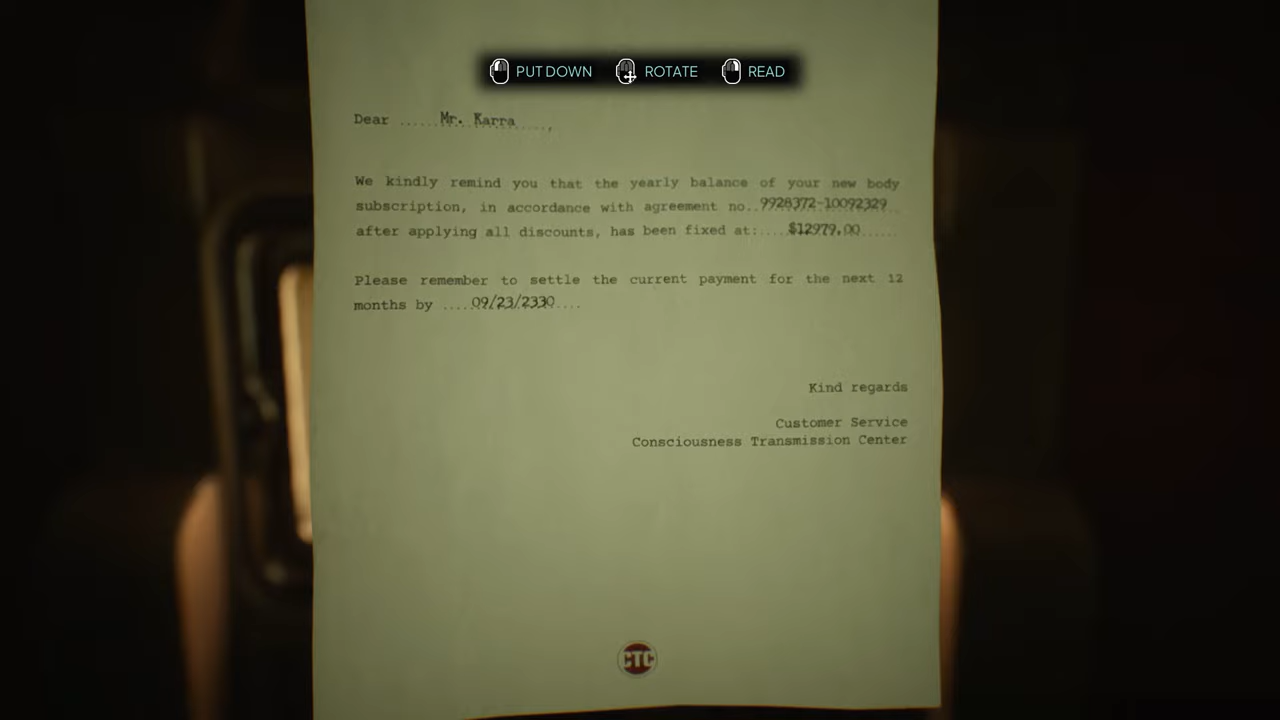 PUT DOWN ROTATE READ
Dear ..... Mr. Karra ....,
We kindly remind you that the yearly balance of your new body
subscription, in accordance with agreement no..9928372-10092329..
after applying all discounts, has been fixed at:....$12979,00......
Please remember to settle the current payment for the next 12
months by ....09/23/2330....
Kind regards
Customer Service
Consciousness Transmission Center
CTC